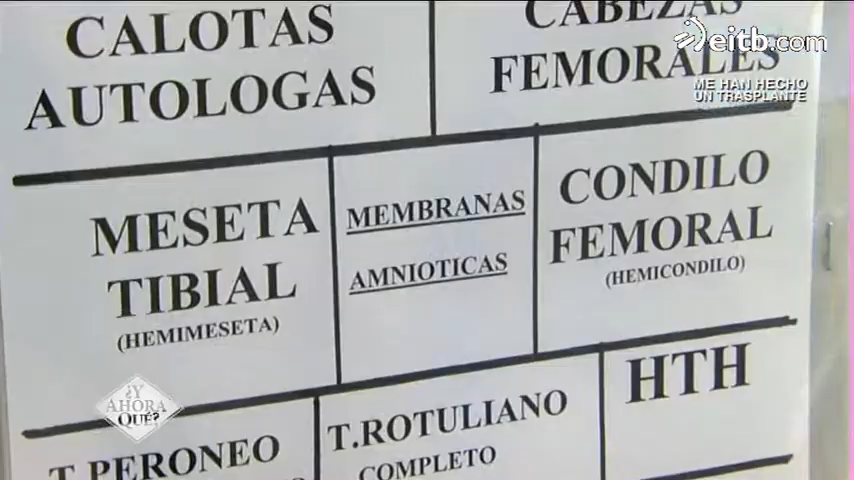 CALOTAS
AUTOLOGAS
CABEZAS
FEMORALES
eitb.com
ME HAN HECHO
UN TRASPLANTE
MESETA
TIBIAL
(HEMIMESETA)
MEMBRANAS
AMNIOTICAS
CONDILO
FEMORAL
(HEMICONDILO)
¿Y
AHORA
QUÉ?
T.PERONEO
T.ROTULIANO
COMPLETO
HTH